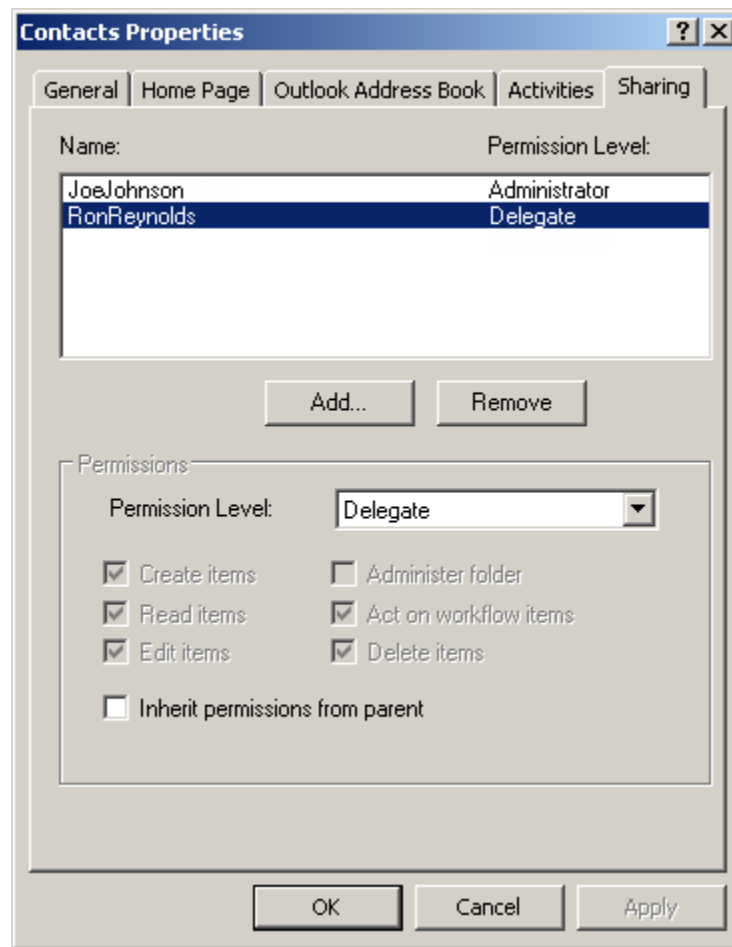 Contacts Properties
General Home Page Outlook Address Book Activities Sharing
Name: Permission Level:
JoeJohnson Administrator
RonReynolds Delegate
Add... Remove
Permissions
Permission Level: Delegate
Create items Administer folder
Read items Act on workflow items
Edit items Delete items
Inherit permissions from parent
OK Cancel Apply